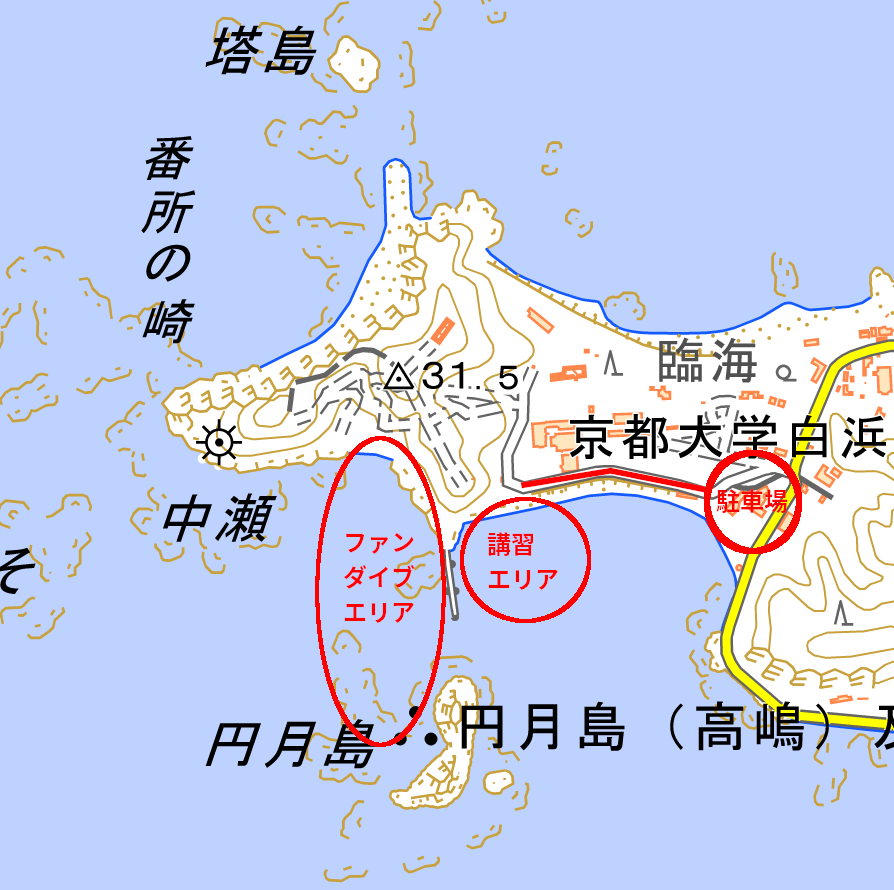 塔島
番所の崎
31.5
臨海
京都大学白浜
駐車場
中瀬
そ
ファン
ダイブ
エリア
講習
エリア
円月島
円月島（高嶋）及